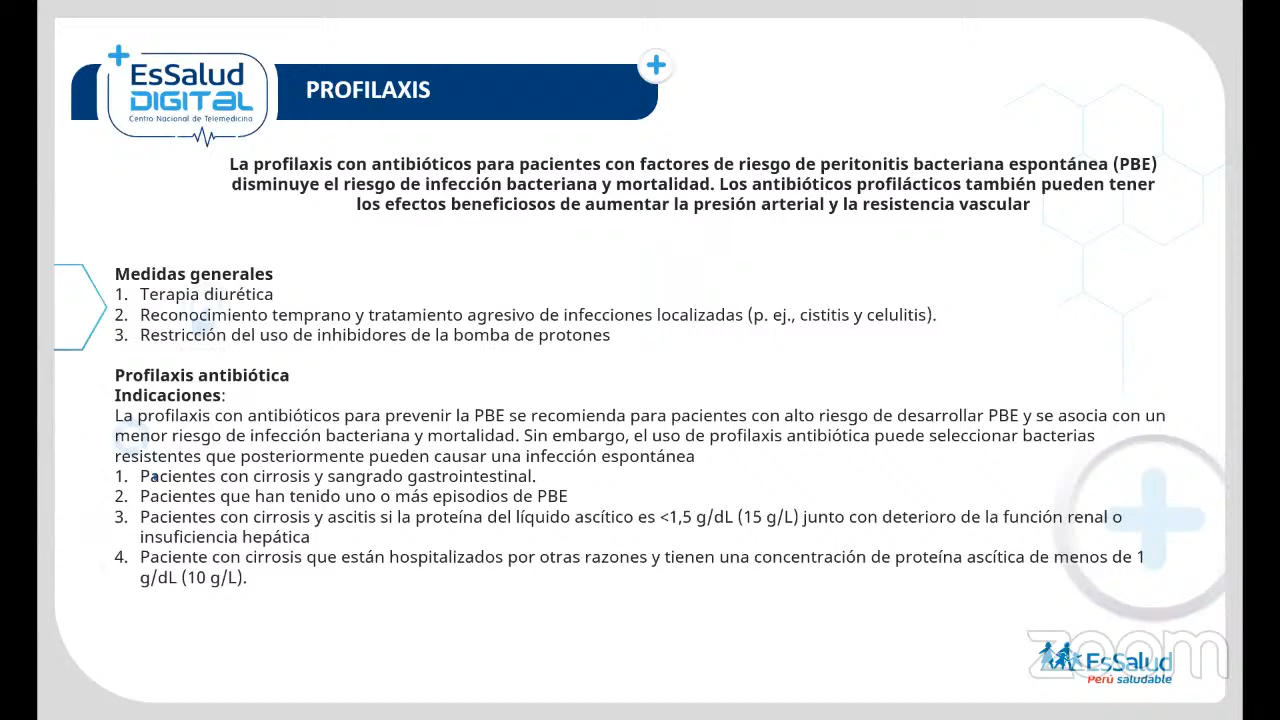 EsSalud
DIGITAL
Centro Nacional de Telemedicina
PROFILAXIS
La profilaxis con antibióticos para pacientes con factores de riesgo de peritonitis bacteriana espontánea (PBE)
disminuye el riesgo de infección bacteriana y mortalidad. Los antibióticos profilácticos también pueden tener
los efectos beneficiosos de aumentar la presión arterial y la resistencia vascular
Medidas generales
1. Terapia diurética
2. Reconocimiento temprano y tratamiento agresivo de infecciones localizadas (p. ej., cistitis y celulitis).
3. Restricción del uso de inhibidores de la bomba de protones
Profilaxis antibiótica
Indicaciones:
La profilaxis con antibióticos para prevenir la PBE se recomienda para pacientes con alto riesgo de desarrollar PBE y se asocia con un
menor riesgo de infección bacteriana y mortalidad. Sin embargo, el uso de profilaxis antibiótica puede seleccionar bacterias
resistentes que posteriormente pueden causar una infección espontánea
1. Pacientes con cirrosis y sangrado gastrointestinal.
2. Pacientes que han tenido uno o más episodios de PBE
3. Pacientes con cirrosis y ascitis si la proteína del líquido ascítico es <1,5 g/dL (15 g/L) junto con deterioro de la función renal o
insuficiencia hepática
4. Paciente con cirrosis que están hospitalizados por otras razones y tienen una concentración de proteína ascítica de menos de 1
g/dL (10 g/L).
zoom
EsSalud
Perú saludable